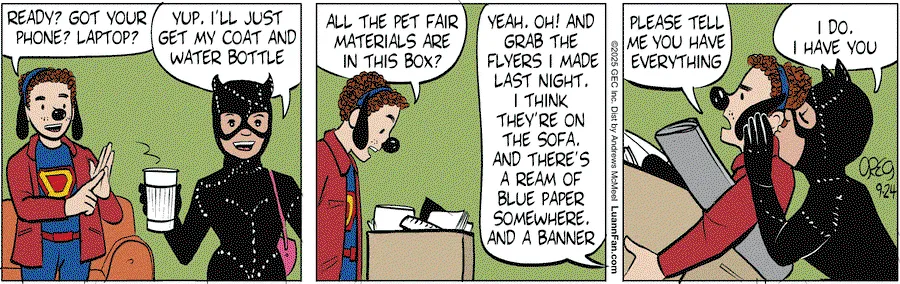 READY? GOT YOUR
PHONE? LAPTOP?
YUP. I'LL JUST
GET MY COAT AND
WATER BOTTLE
D
ALL THE PET FAIR
MATERIALS ARE
IN THIS BOX?
YEAH. OH! AND
GRAB THE
FLYERS I MADE
LAST NIGHT.
I THINK
THEY'RE ON
THE SOFA.
AND THERE'S
A REAM OF
BLUE PAPER
SOMEWHERE.
AND A BANNER
©2025 GEC Inc. Dist by Andrews McMeel LuannFan.com
PLEASE TELL
ME YOU HAVE
EVERYTHING
I DO.
I HAVE YOU
GREG
9·24